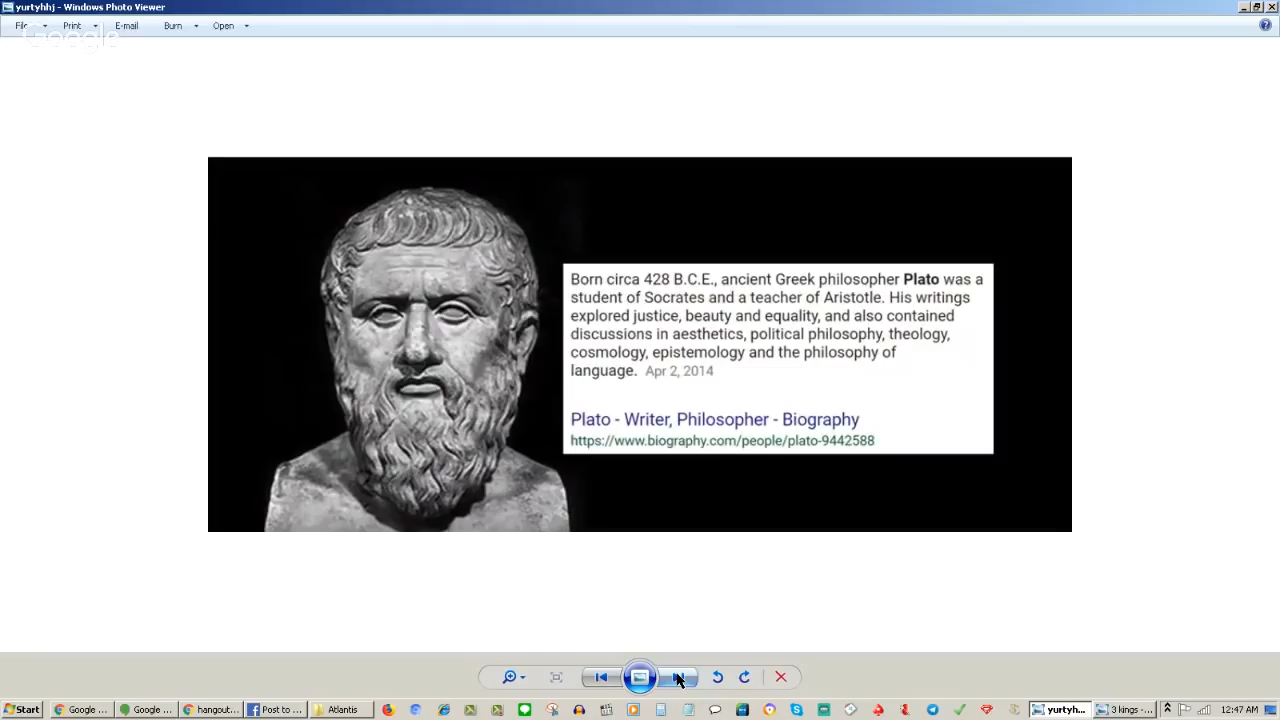 yurtyhhj - Windows Photo Viewer
File Print E-mail Burn Open
Google
Born circa 428 B.C.E., ancient Greek philosopher Plato was a
student of Socrates and a teacher of Aristotle. His writings
explored justice, beauty and equality, and also contained
discussions in aesthetics, political philosophy, theology,
cosmology, epistemology and the philosophy of
language. Apr 2, 2014
Plato - Writer, Philosopher - Biography
https://www.biography.com/people/plato-9442588
Start Google ... Google ... hangout... Post to ... Atlantis yurtyh... 3 kings -... 12:47 AM